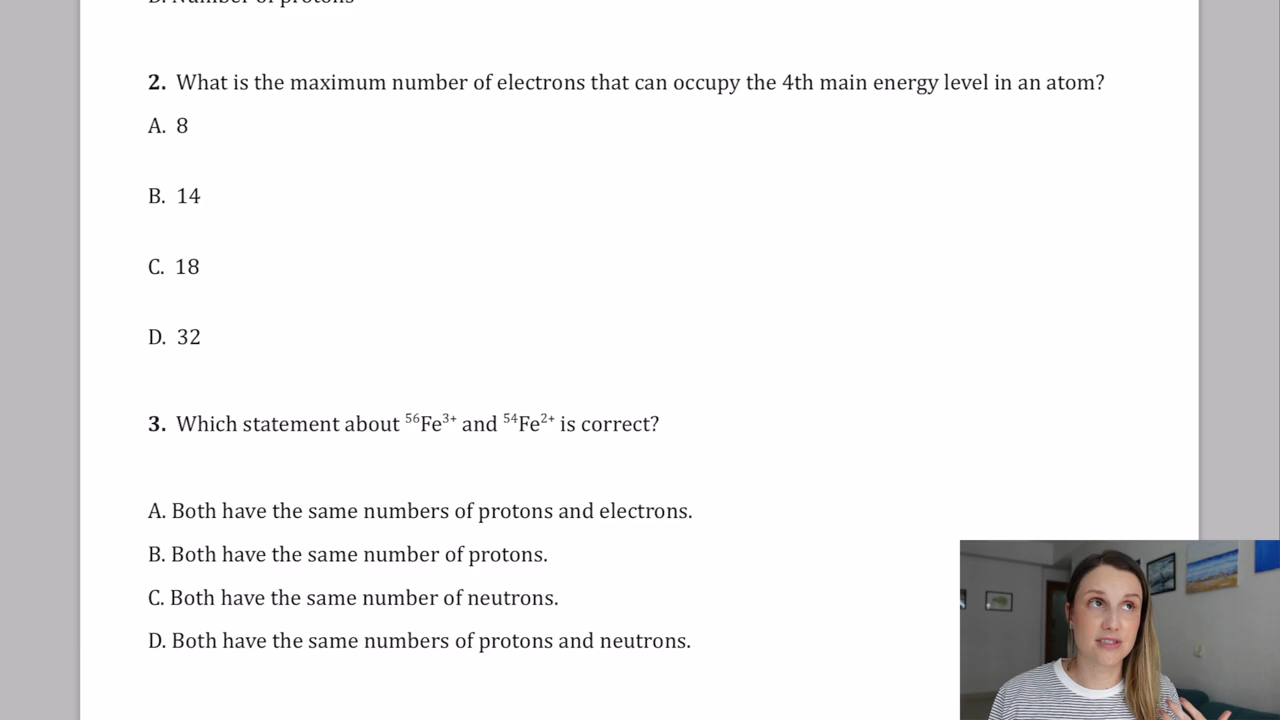 2. What is the maximum number of electrons that can occupy the 4th main energy level in an atom?
A. 8
B. 14
C. 18
D. 32
3. Which statement about ⁵⁶Fe³⁺ and ⁵⁴Fe²⁺ is correct?
A. Both have the same numbers of protons and electrons.
B. Both have the same number of protons.
C. Both have the same number of neutrons.
D. Both have the same numbers of protons and neutrons.